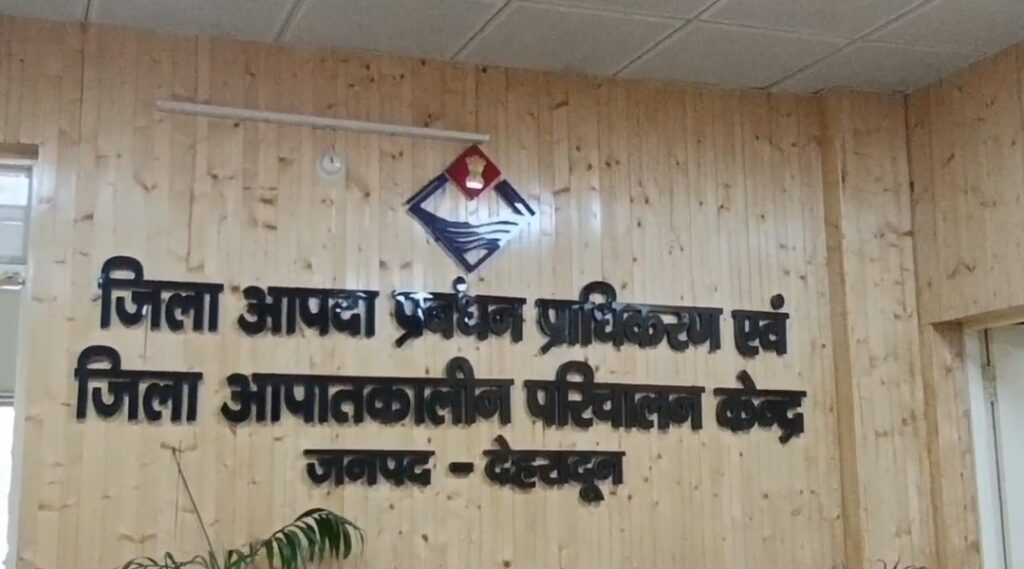 जिला आपदा प्रबंधन प्राधिकरण एवं
जिला आपातकालीन परिचालन केन्द्र
जनपद - देहरादून